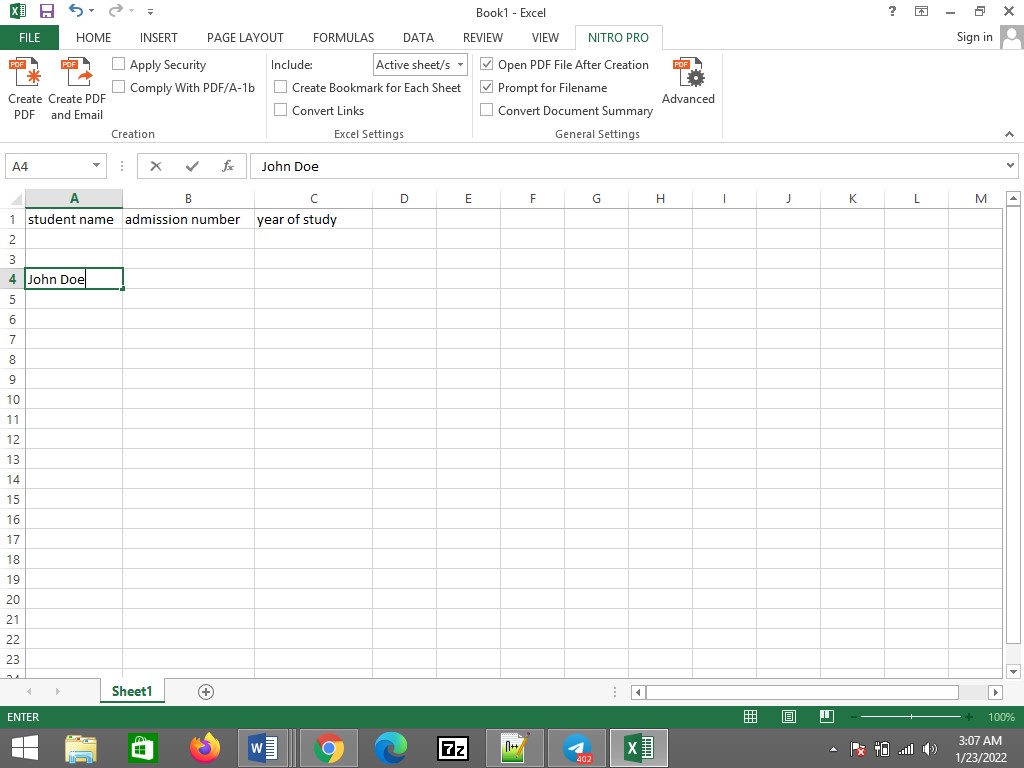 Book1 - Excel
?
FILE HOME INSERT PAGE LAYOUT FORMULAS DATA REVIEW VIEW NITRO PRO Sign in
Create PDF
Create PDF and Email
Apply Security
Comply With PDF/A-1b
Creation
Include: Active sheet/s
Create Bookmark for Each Sheet
Convert Links
Excel Settings
Open PDF File After Creation
Prompt for Filename
Convert Document Summary
General Settings
Advanced
A4 fx John Doe
A B C D E F G H I J K L M
1 student name admission number year of study
2
3
4 John Doe
5
6
7
8
9
10
11
12
13
14
15
16
17
18
19
20
21
22
23
24
Sheet1
ENTER 100%
402
3:07 AM
1/23/2022